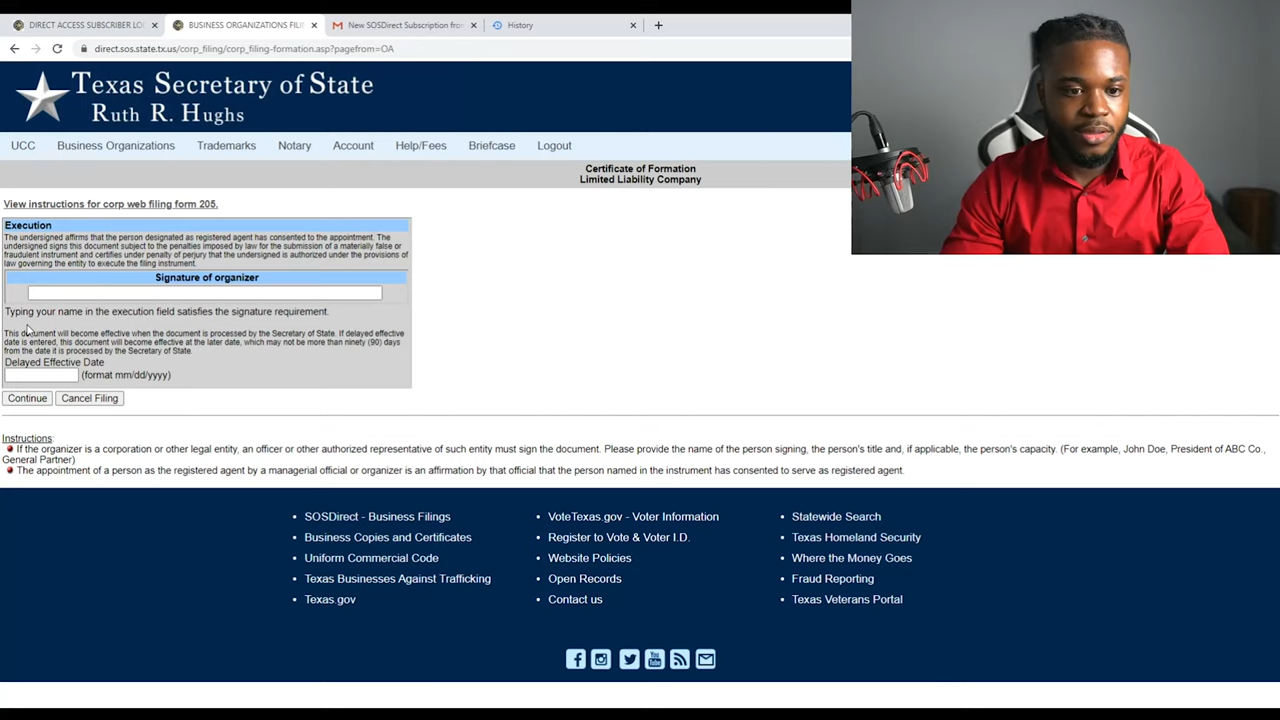 DIRECT ACCESS SUBSCRIBER LO
BUSINESS ORGANIZATIONS FILI
New SOSDirect Subscription from
History
direct.sos.state.tx.us/corp_filing/corp_filing-formation.asp?pagefrom=OA
Texas Secretary of State
Ruth R. Hughs
UCC Business Organizations Trademarks Notary Account Help/Fees Briefcase Logout
Certificate of Formation
Limited Liability Company
View instructions for corp web filing form 205.
Execution
The undersigned affirms that the person designated as registered agent has consented to the appointment. The
undersigned signs this document subject to the penalties imposed by law for the submission of a materially false or
fraudulent instrument and certifies under penalty of perjury that the undersigned is authorized under the provisions of
law governing the entity to execute the filing instrument.
Signature of organizer
Typing your name in the execution field satisfies the signature requirement.
This document will become effective when the document is processed by the Secretary of State. If delayed effective
date is entered, this document will become effective at the later date, which may not be more than ninety (90) days
from the date it is processed by the Secretary of State.
Delayed Effective Date
(format mm/dd/yyyy)
Continue Cancel Filing
Instructions:
If the organizer is a corporation or other legal entity, an officer or other authorized representative of such entity must sign the document. Please provide the name of the person signing, the person's title and, if applicable, the person's capacity. (For example, John Doe, President of ABC Co.,
General Partner)
The appointment of a person as the registered agent by a managerial official or organizer is an affirmation by that official that the person named in the instrument has consented to serve as registered agent.
SOSDirect - Business Filings
Business Copies and Certificates
Uniform Commercial Code
Texas Businesses Against Trafficking
Texas.gov
VoteTexas.gov - Voter Information
Register to Vote & Voter I.D.
Website Policies
Open Records
Contact us
Statewide Search
Texas Homeland Security
Where the Money Goes
Fraud Reporting
Texas Veterans Portal